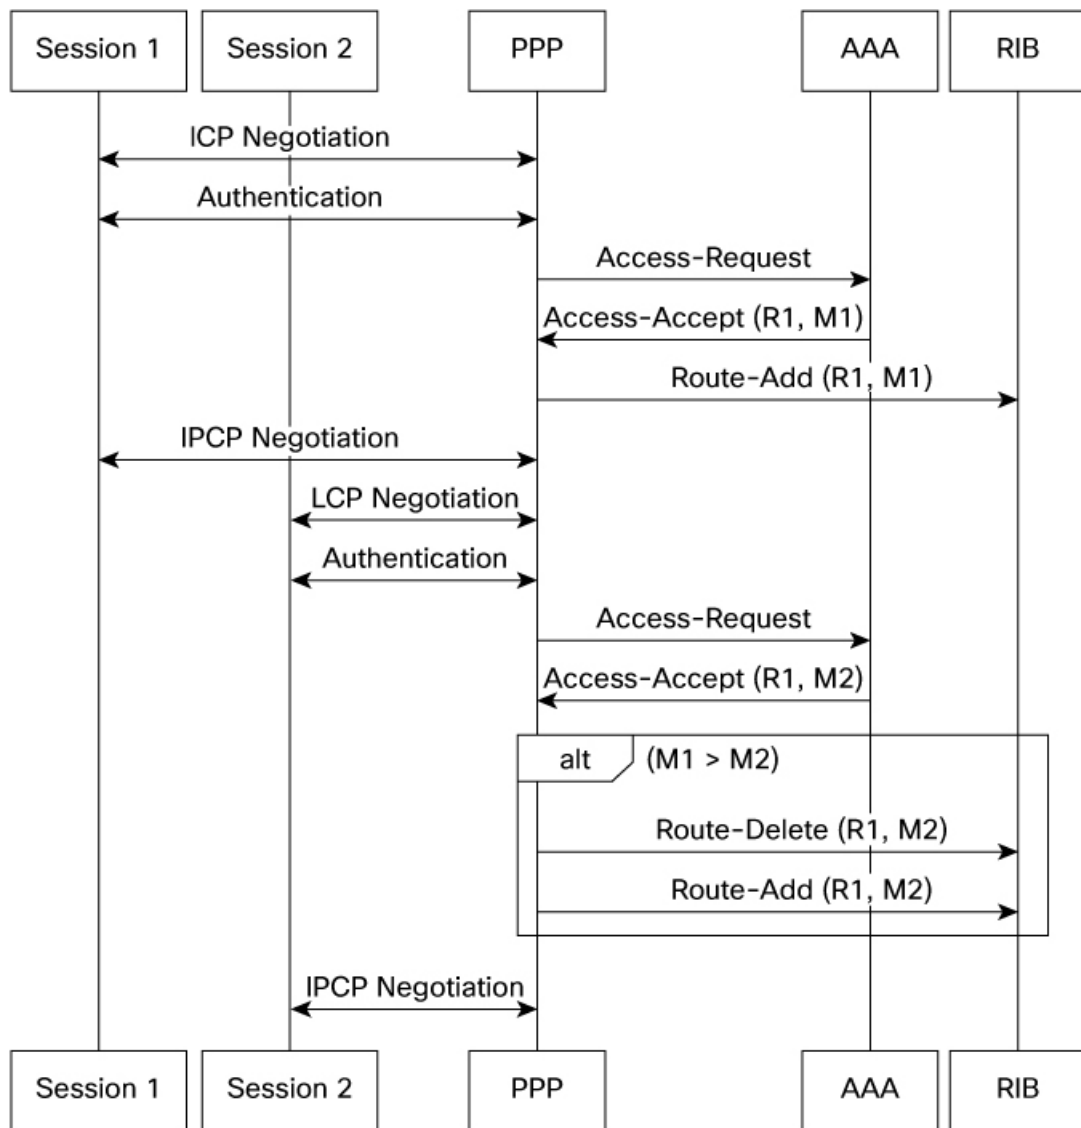 Session 1 Session 2 PPP AAA RIB
ICP Negotiation
Authentication
Access-Request
Access-Accept (R1, M1)
Route-Add (R1, M1)
IPCP Negotiation
LCP Negotiation
Authentication
Access-Request
Access-Accept (R1, M2)
alt (M1 > M2)
Route-Delete (R1, M2)
Route-Add (R1, M2)
IPCP Negotiation
Session 1 Session 2 PPP AAA RIB